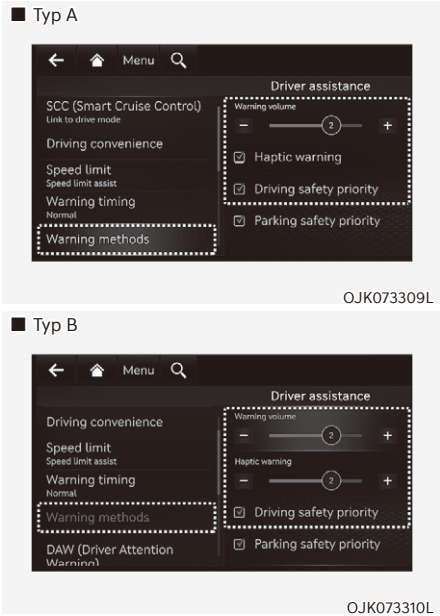 ■ Typ A
Menu
Driver assistance
SCC (Smart Cruise Control)
Link to drive mode
Driving convenience
Speed limit
Speed limit assist
Warning timing
Normal
Warning methods
Warning volume
− 2 +
Haptic warning
Driving safety priority
Parking safety priority
OJK073309L
■ Typ B
Menu
Driver assistance
Driving convenience
Speed limit
Speed limit assist
Warning timing
Normal
Warning methods
DAW (Driver Attention
Warning)
Warning volume
− 2 +
Haptic warning
− 2 +
Driving safety priority
Parking safety priority
OJK073310L